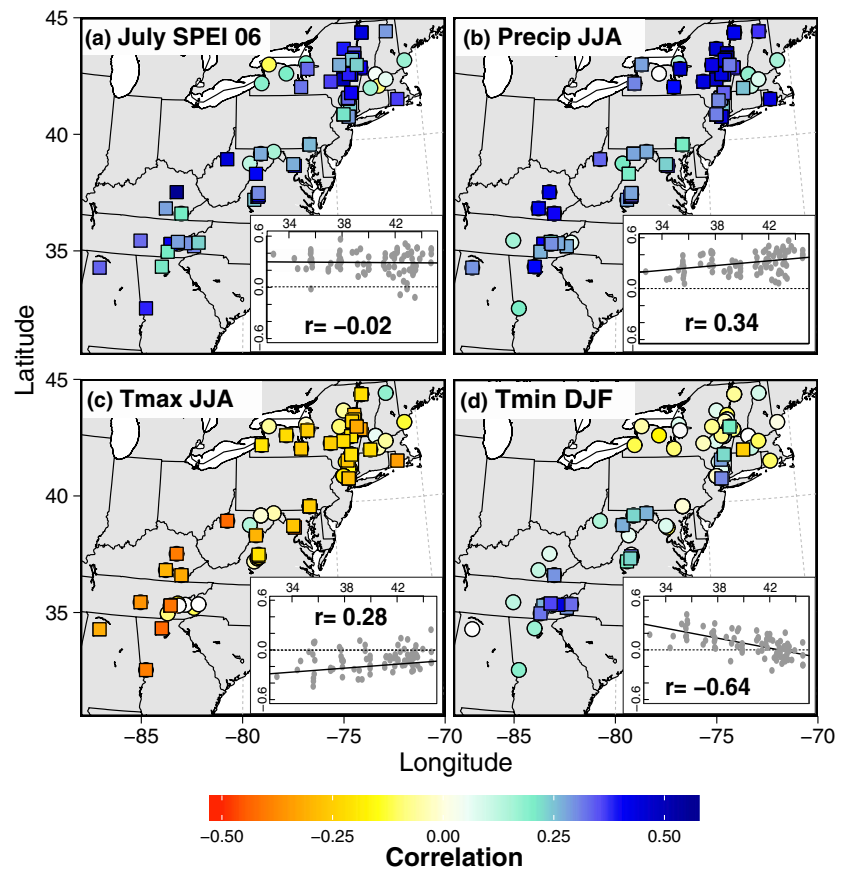 (a) July SPEI 06
(b) Precip JJA
45
40
35
34 38 42
0.6
0.0
−0.6
r= −0.02
34 38 42
0.6
0.0
−0.6
r= 0.34
Latitude
(c) Tmax JJA
(d) Tmin DJF
45
40
35
34 38 42
0.6
0.0
−0.6
r= 0.28
34 38 42
0.6
0.0
−0.6
r= −0.64
−85 −80 −75 −70
−85 −80 −75 −70
Longitude
−0.50 −0.25 0.00 0.25 0.50
Correlation